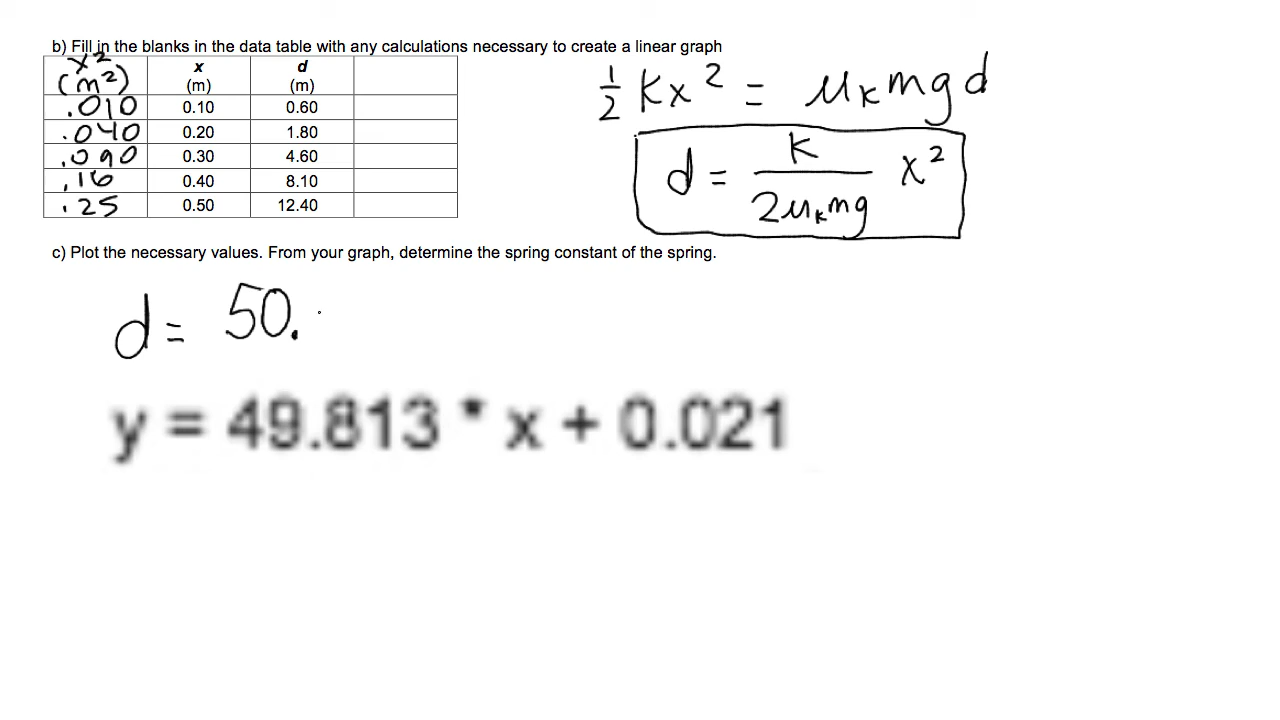 b) Fill in the blanks in the data table with any calculations necessary to create a linear graph
x² (m²) x (m) d (m)
.010 0.10 0.60
.040 0.20 1.80
.090 0.30 4.60
.16 0.40 8.10
.25 0.50 12.40
½ kx² = μₖmgd
d = k / 2μₖmg x²
c) Plot the necessary values. From your graph, determine the spring constant of the spring.
d = 50.
y = 49.813 * x + 0.021